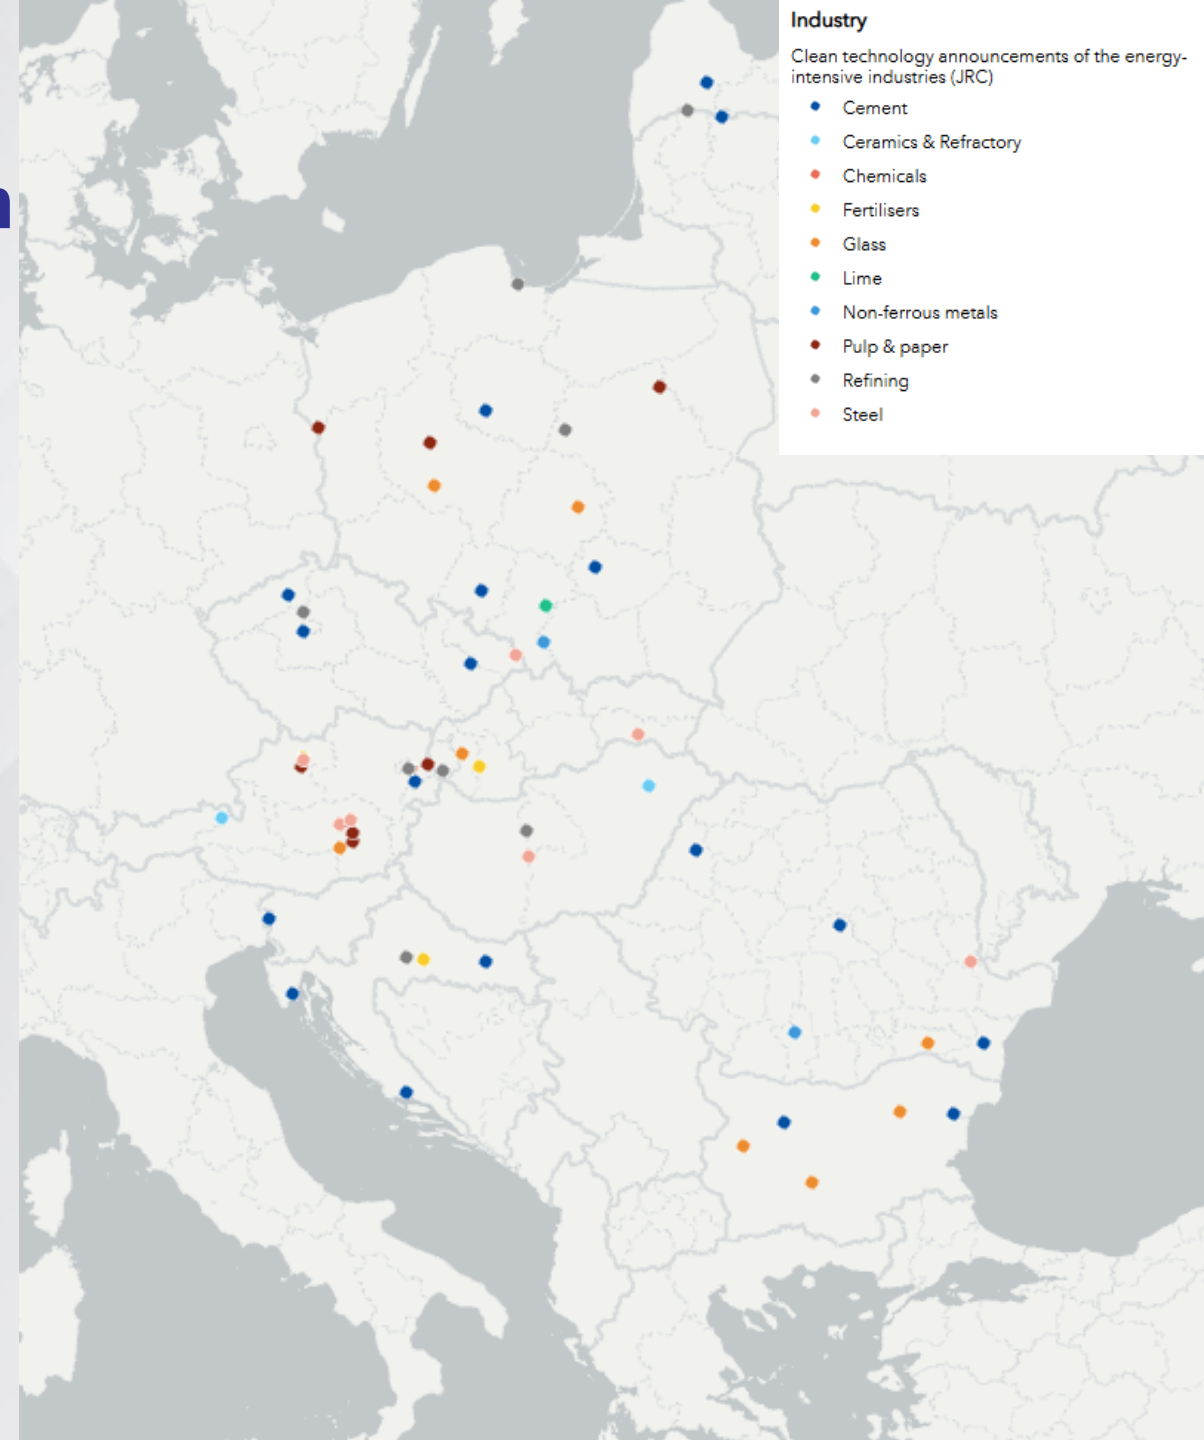 Industry
Clean technology announcements of the energy-
intensive industries (JRC)
Cement
Ceramics & Refractory
Chemicals
Fertilisers
Glass
Lime
Non-ferrous metals
Pulp & paper
Refining
Steel